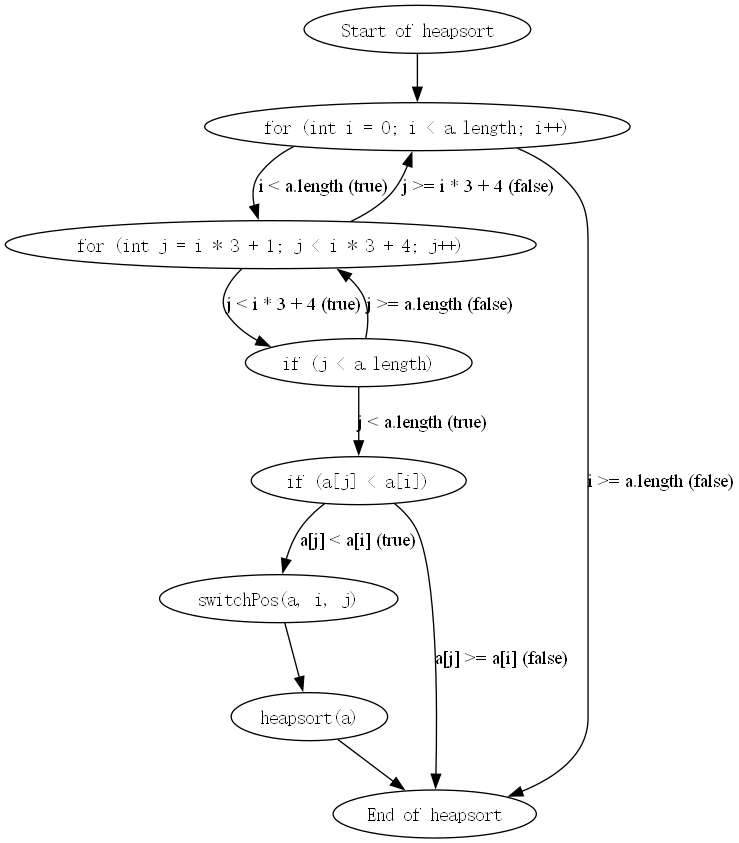 Start of heapsort
for (int i = 0; i < a.length; i++)
i < a.length (true)
j >= i * 3 + 4 (false)
for (int j = i * 3 + 1; j < i * 3 + 4; j++)
j < i * 3 + 4 (true)
j >= a.length (false)
if (j < a.length)
j < a.length (true)
if (a[j] < a[i])
i >= a.length (false)
a[j] < a[i] (true)
switchPos(a, i, j)
a[j] >= a[i] (false)
heapsort(a)
End of heapsort